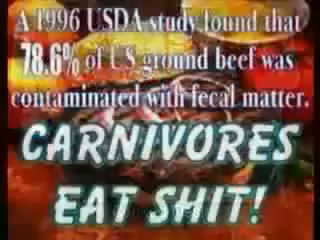 A 1996 USDA study found that
78.6% of US ground beef was
contaminated with fecal matter.
CARNIVORES
EAT SHIT!